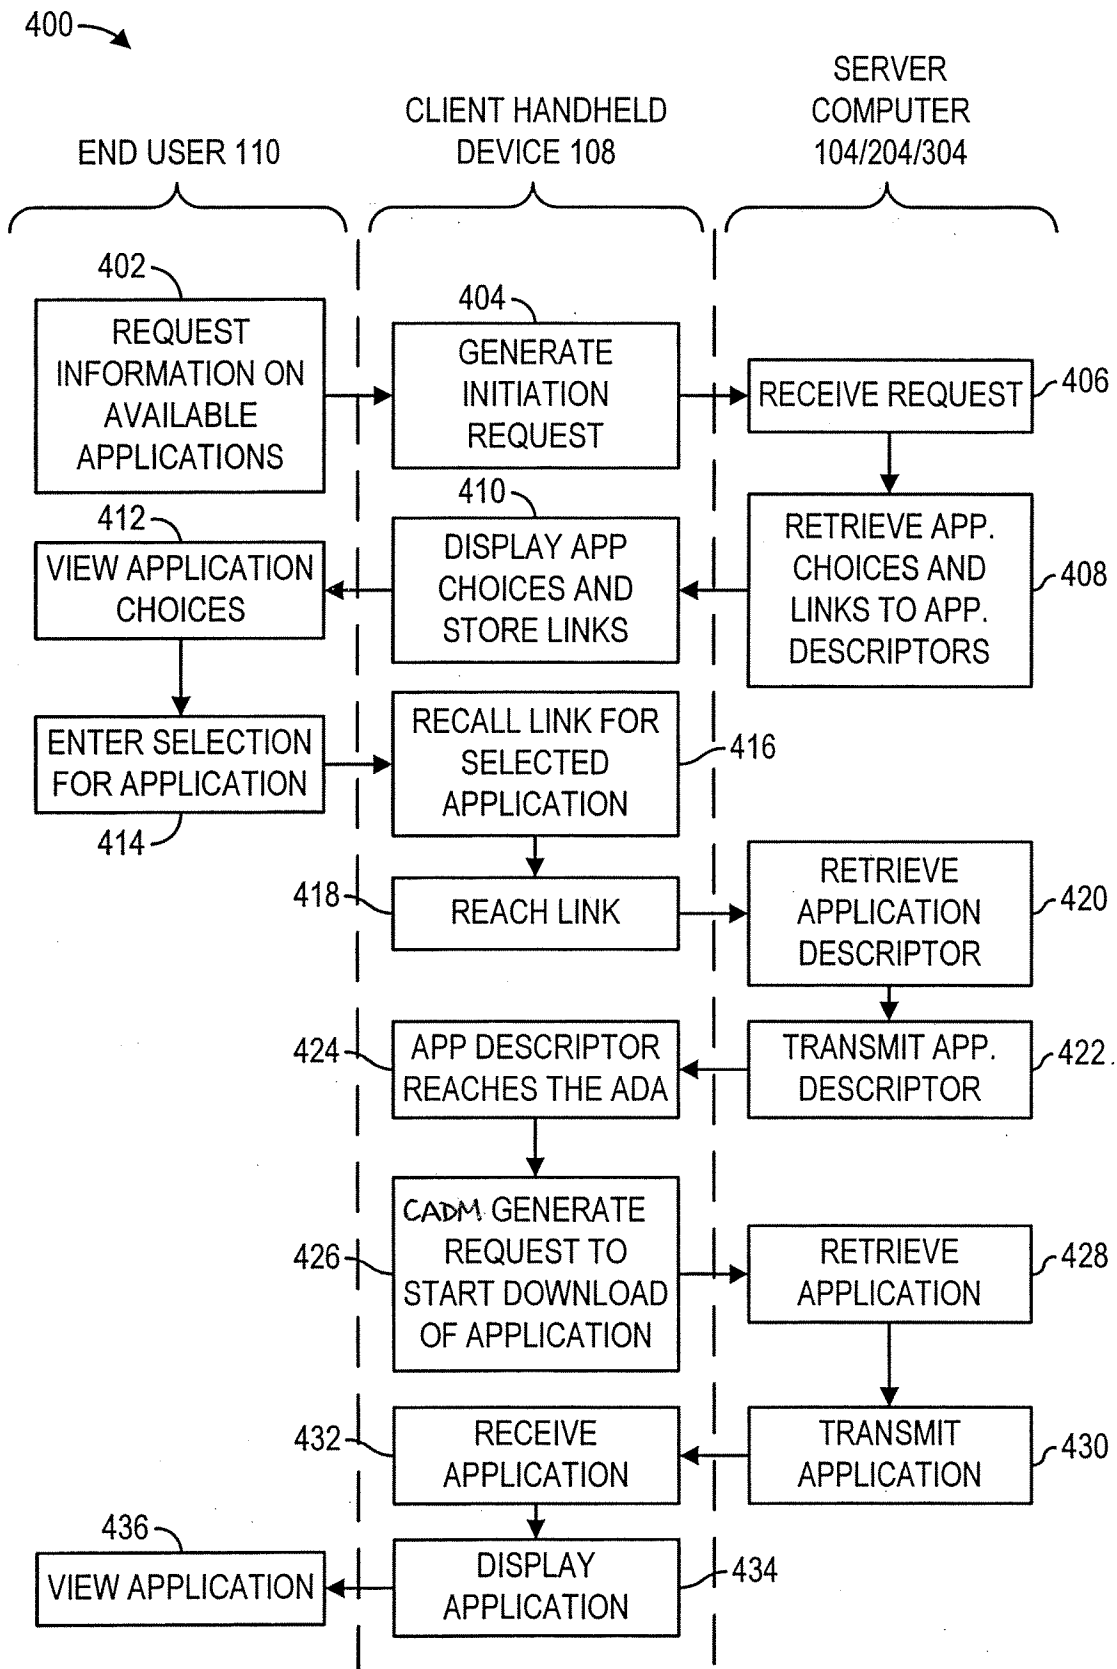 400
END USER 110
CLIENT HANDHELD
DEVICE 108
SERVER
COMPUTER
104/204/304
402
REQUEST
INFORMATION ON
AVAILABLE
APPLICATIONS
404
GENERATE
INITIATION
REQUEST
RECEIVE REQUEST
406
412
VIEW APPLICATION
CHOICES
410
DISPLAY APP
CHOICES AND
STORE LINKS
RETRIEVE APP.
CHOICES AND
LINKS TO APP.
DESCRIPTORS
408
ENTER SELECTION
FOR APPLICATION
414
RECALL LINK FOR
SELECTED
APPLICATION
416
418
REACH LINK
RETRIEVE
APPLICATION
DESCRIPTOR
420
424
APP DESCRIPTOR
REACHES THE ADA
TRANSMIT APP.
DESCRIPTOR
422
426
CADM GENERATE
REQUEST TO
START DOWNLOAD
OF APPLICATION
RETRIEVE
APPLICATION
428
432
RECEIVE
APPLICATION
TRANSMIT
APPLICATION
430
436
VIEW APPLICATION
DISPLAY
APPLICATION
434